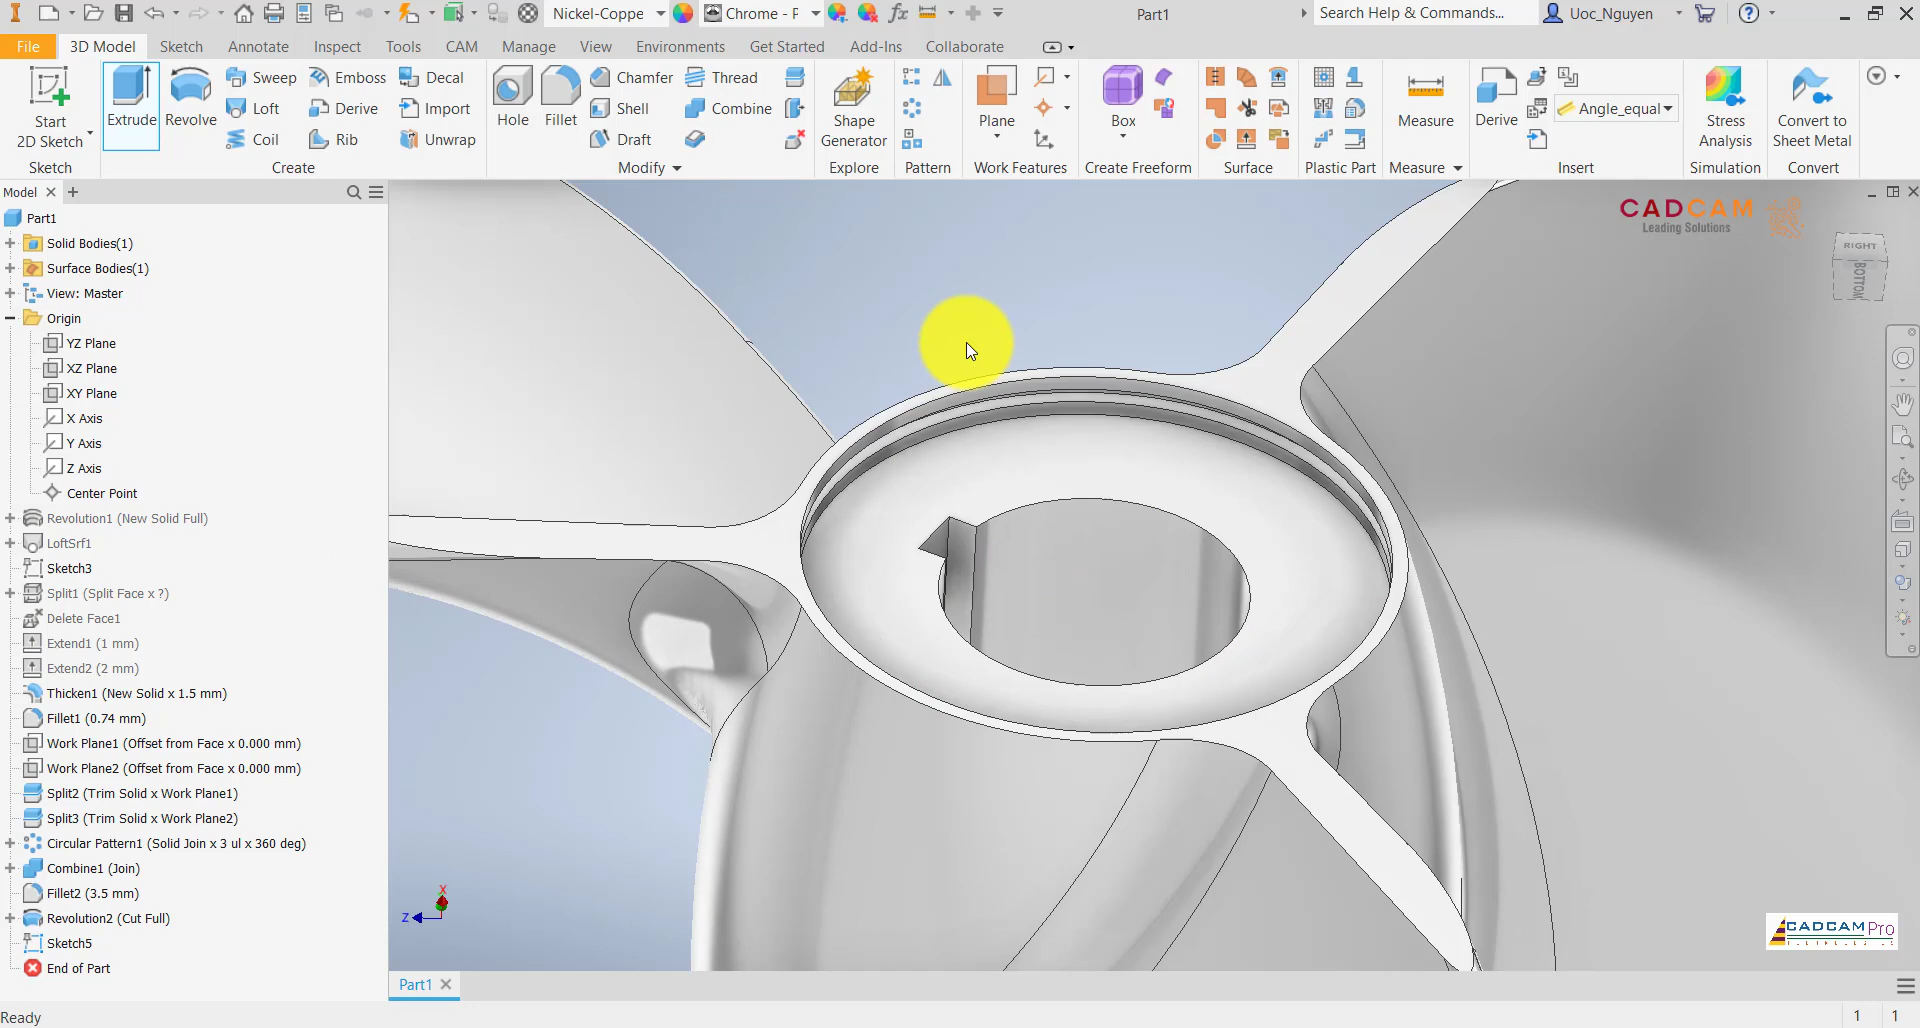 Nickel-Coppe
Chrome - P
Part1
Search Help & Commands...
Uoc_Nguyen
File
3D Model
Sketch
Annotate
Inspect
Tools
CAM
Manage
View
Environments
Get Started
Add-Ins
Collaborate
Start
2D Sketch
Extrude
Revolve
Sweep
Emboss
Decal
Loft
Derive
Import
Coil
Rib
Unwrap
Hole
Fillet
Chamfer
Thread
Shell
Combine
Draft
Shape
Generator
Plane
Box
Measure
Derive
Angle_equal
Stress
Analysis
Convert to
Sheet Metal
Sketch
Create
Modify
Explore
Pattern
Work Features
Create Freeform
Surface
Plastic Part
Measure
Insert
Simulation
Convert
Model
Part1
Solid Bodies(1)
Surface Bodies(1)
View: Master
Origin
YZ Plane
XZ Plane
XY Plane
X Axis
Y Axis
Z Axis
Center Point
Revolution1 (New Solid Full)
LoftSrf1
Sketch3
Split1 (Split Face x ?)
Delete Face1
Extend1 (1 mm)
Extend2 (2 mm)
Thicken1 (New Solid x 1.5 mm)
Fillet1 (0.74 mm)
Work Plane1 (Offset from Face x 0.000 mm)
Work Plane2 (Offset from Face x 0.000 mm)
Split2 (Trim Solid x Work Plane1)
Split3 (Trim Solid x Work Plane2)
Circular Pattern1 (Solid Join x 3 ul x 360 deg)
Combine1 (Join)
Fillet2 (3.5 mm)
Revolution2 (Cut Full)
Sketch5
End of Part
CADCAM
Leading Solutions
RIGHT
BOTTOM
X
Z
CADCAM Pro
Part1
Ready
1
1